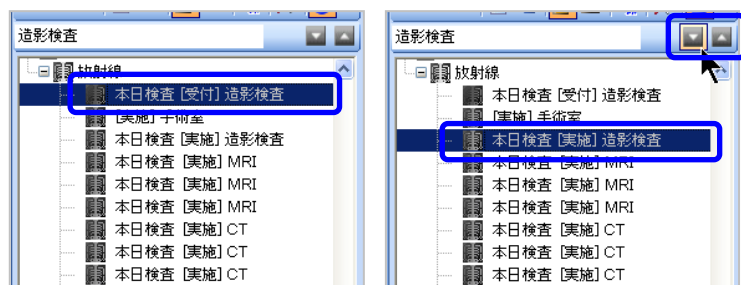 造影検査
放射線
本日検査 [受付] 造影検査
[実施] 手術室
本日検査 [実施] 造影検査
本日検査 [実施] MRI
本日検査 [実施] MRI
本日検査 [実施] MRI
本日検査 [実施] CT
本日検査 [実施] CT
本日検査 [実施] CT
造影検査
放射線
本日検査 [受付] 造影検査
[実施] 手術室
本日検査 [実施] 造影検査
本日検査 [実施] MRI
本日検査 [実施] MRI
本日検査 [実施] MRI
本日検査 [実施] CT
本日検査 [実施] CT
本日検査 [実施] CT